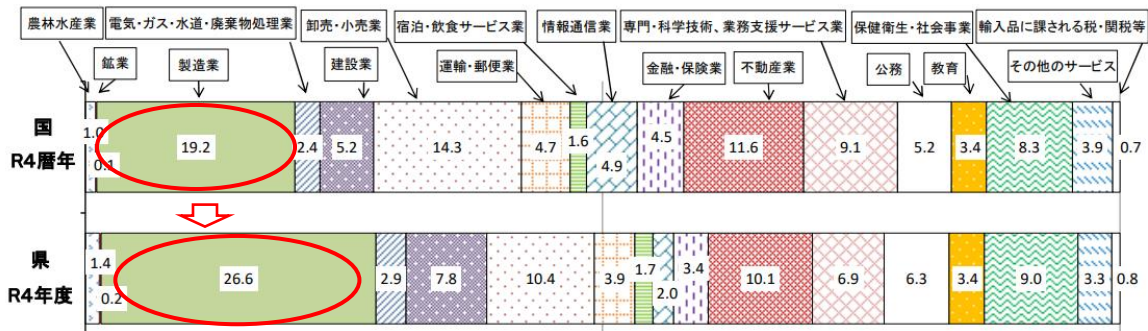 農林水産業 電気・ガス・水道・廃棄物処理業 卸売・小売業 宿泊・飲食サービス業 情報通信業 専門・科学技術、業務支援サービス業 保健衛生・社会事業 輸入品に課される税・関税等
鉱業 製造業 建設業 運輸・郵便業 金融・保険業 不動産業 公務 教育 その他のサービス
国
R4暦年
1.0 0.1 19.2 2.4 5.2 14.3 4.7 1.6 4.9 4.5 11.6 9.1 5.2 3.4 8.3 3.9 0.7
県
R4年度
1.4 0.2 26.6 2.9 7.8 10.4 3.9 1.7 2.0 3.4 10.1 6.9 6.3 3.4 9.0 3.3 0.8